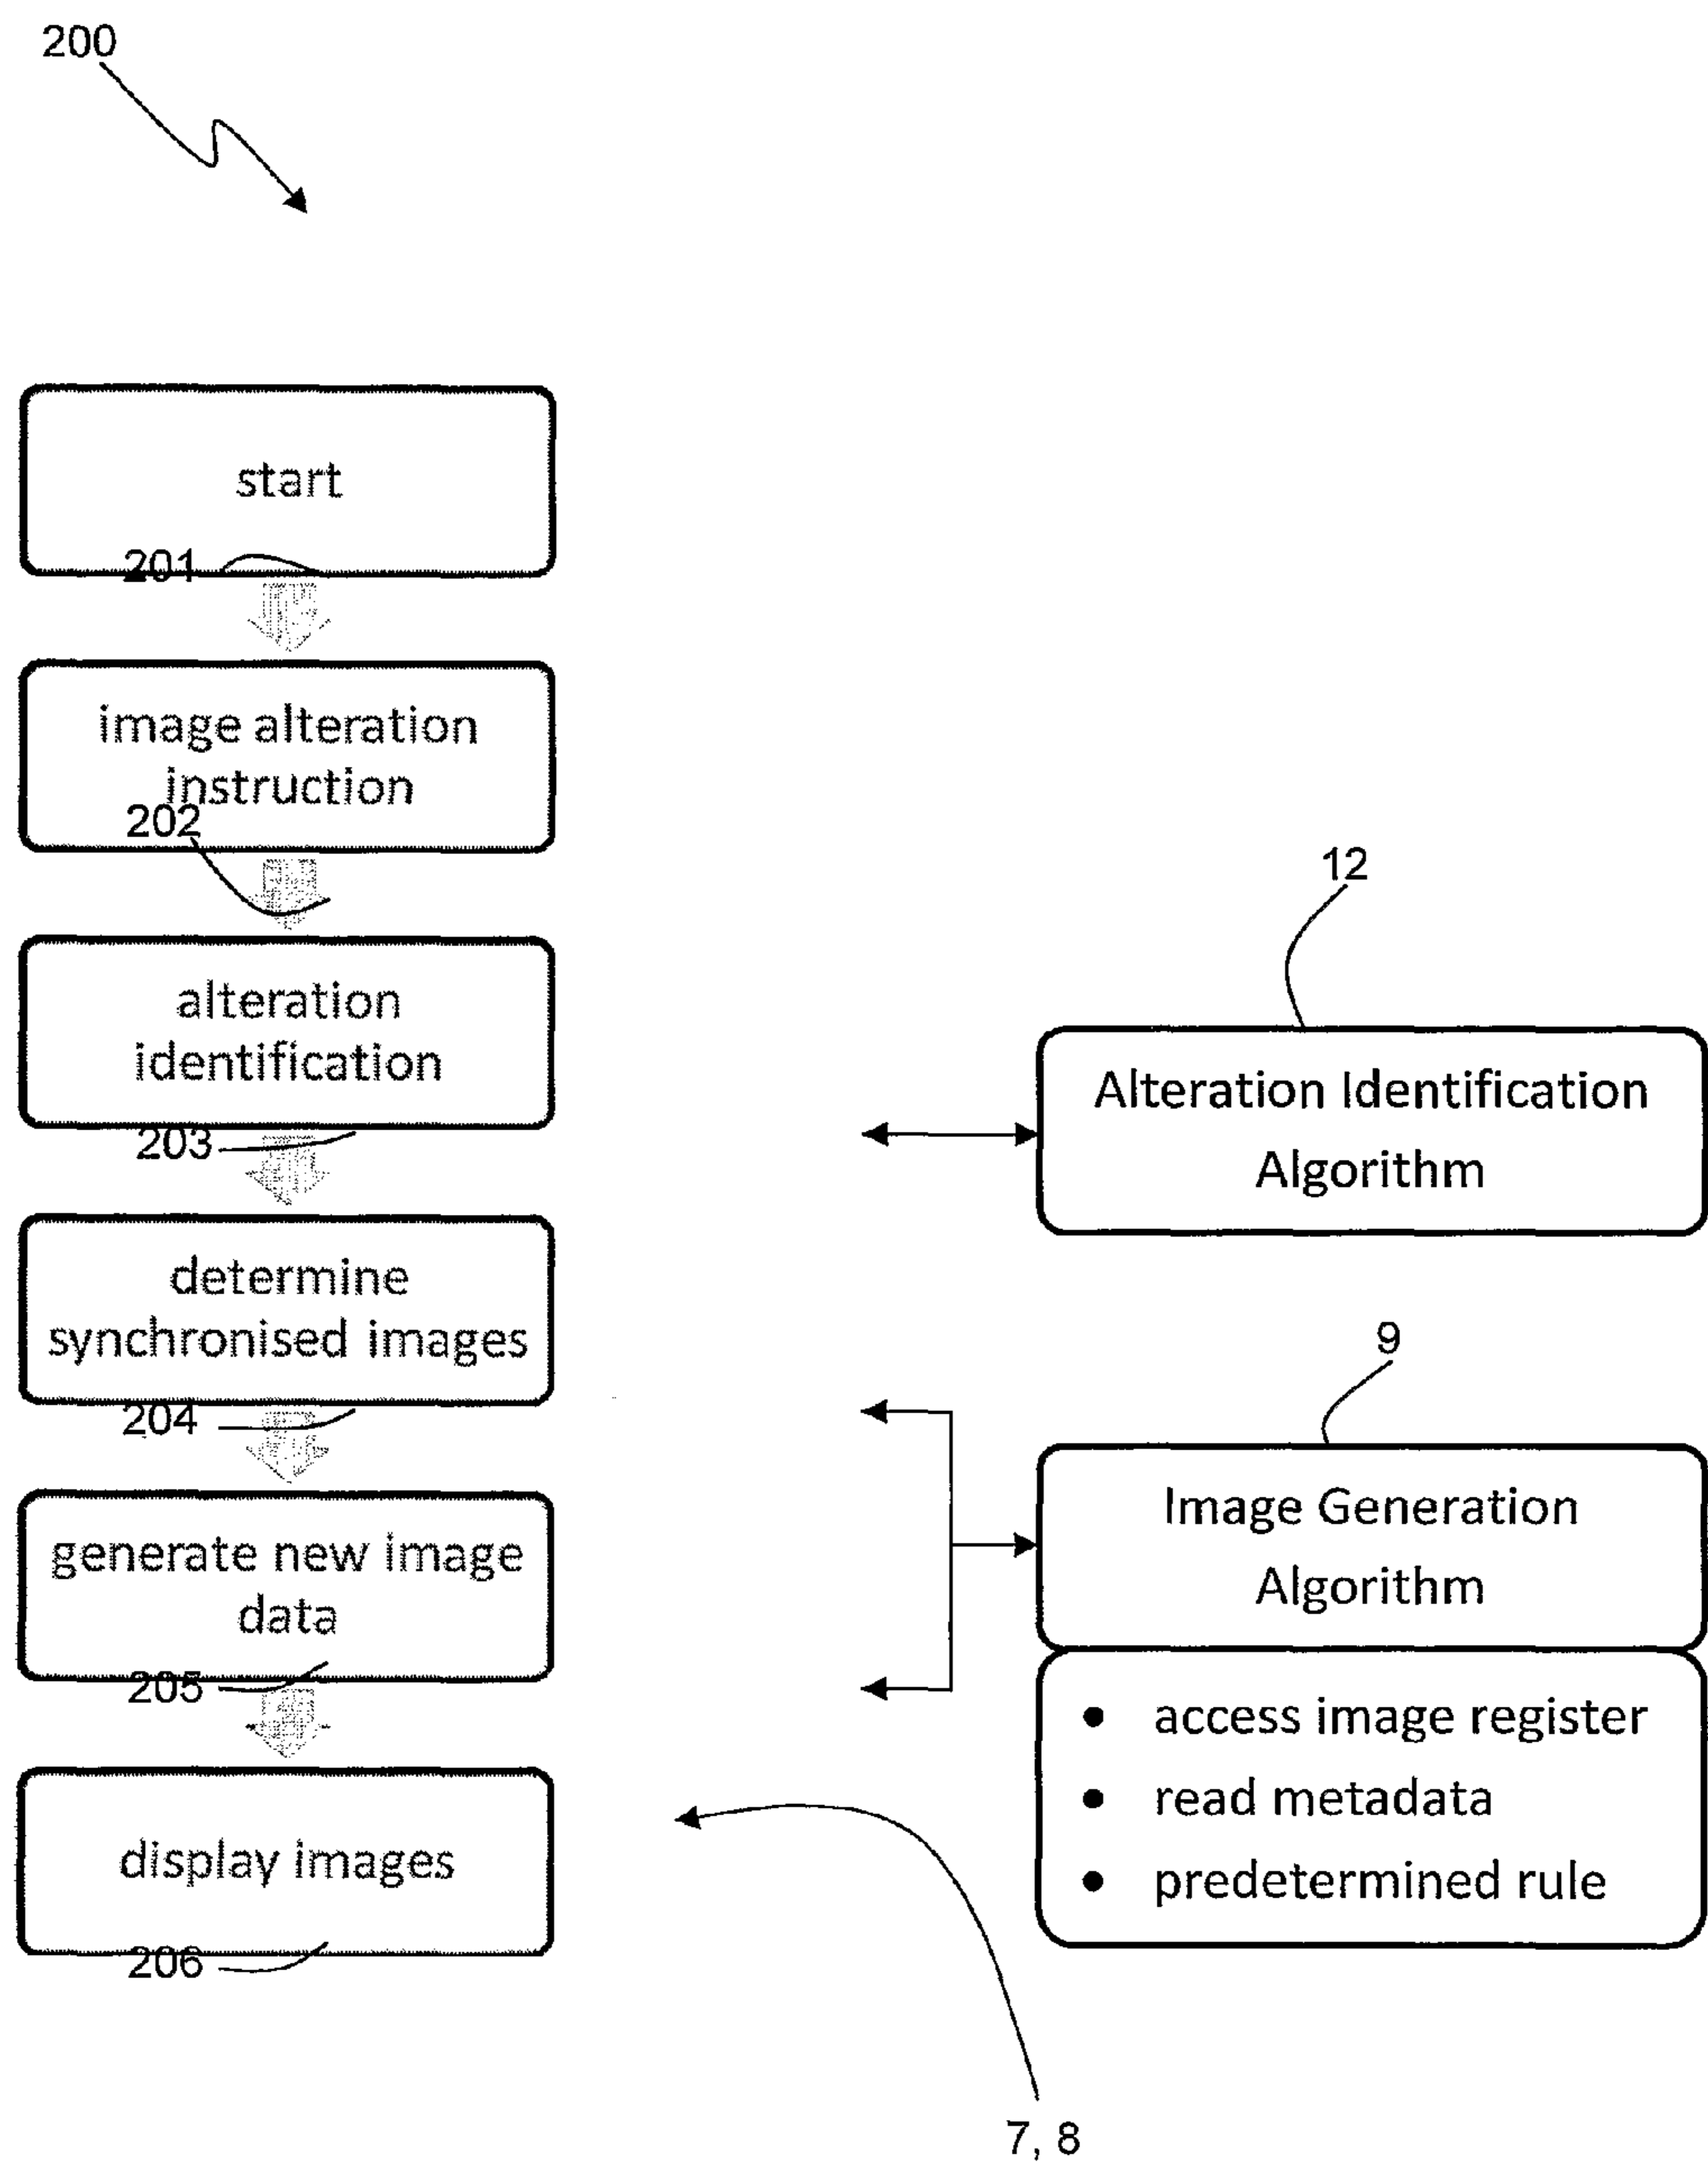 200
start
201
image alteration
instruction
202
alteration
identification
203
determine
synchronised images
204
generate new image
data
205
display images
206
12
Alteration Identification
Algorithm
9
Image Generation
Algorithm
• access image register
• read metadata
• predetermined rule
7, 8